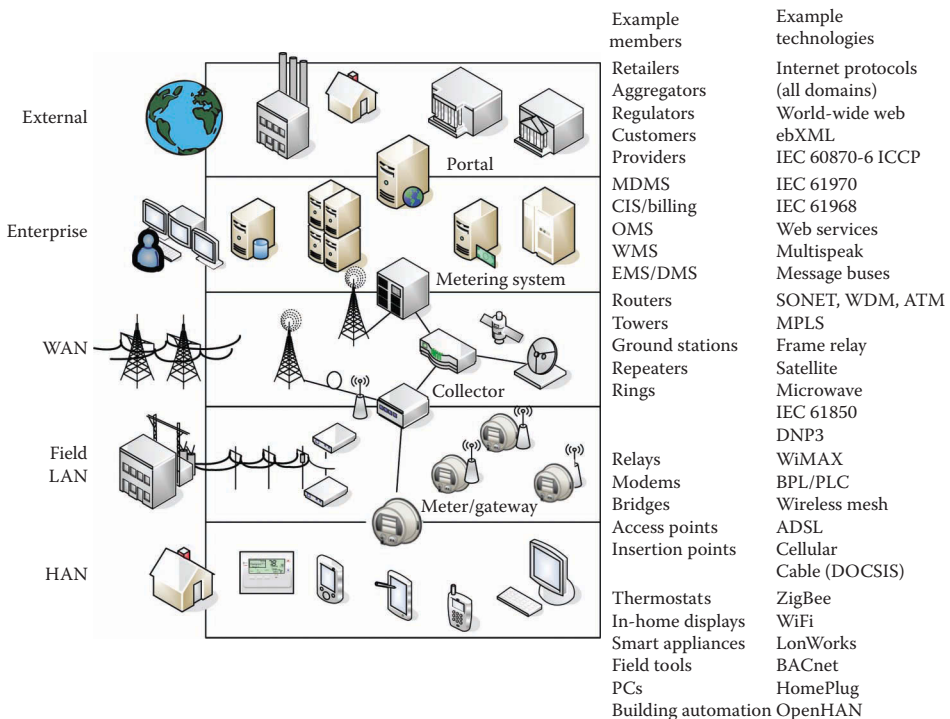 Example members
Example technologies
External
Portal
Retailers
Aggregators
Regulators
Customers
Providers
Internet protocols
(all domains)
World-wide web
ebXML
IEC 60870-6 ICCP
Enterprise
Metering system
MDMS
CIS/billing
OMS
WMS
EMS/DMS
IEC 61970
IEC 61968
Web services
Multispeak
Message buses
WAN
Collector
Routers
Towers
Ground stations
Repeaters
Rings
SONET, WDM, ATM
MPLS
Frame relay
Satellite
Microwave
IEC 61850
DNP3
Field
LAN
Meter/gateway
Relays
Modems
Bridges
Access points
Insertion points
WiMAX
BPL/PLC
Wireless mesh
ADSL
Cellular
Cable (DOCSIS)
HAN
Thermostats
In-home displays
Smart appliances
Field tools
PCs
Building automation
ZigBee
WiFi
LonWorks
BACnet
HomePlug
OpenHAN